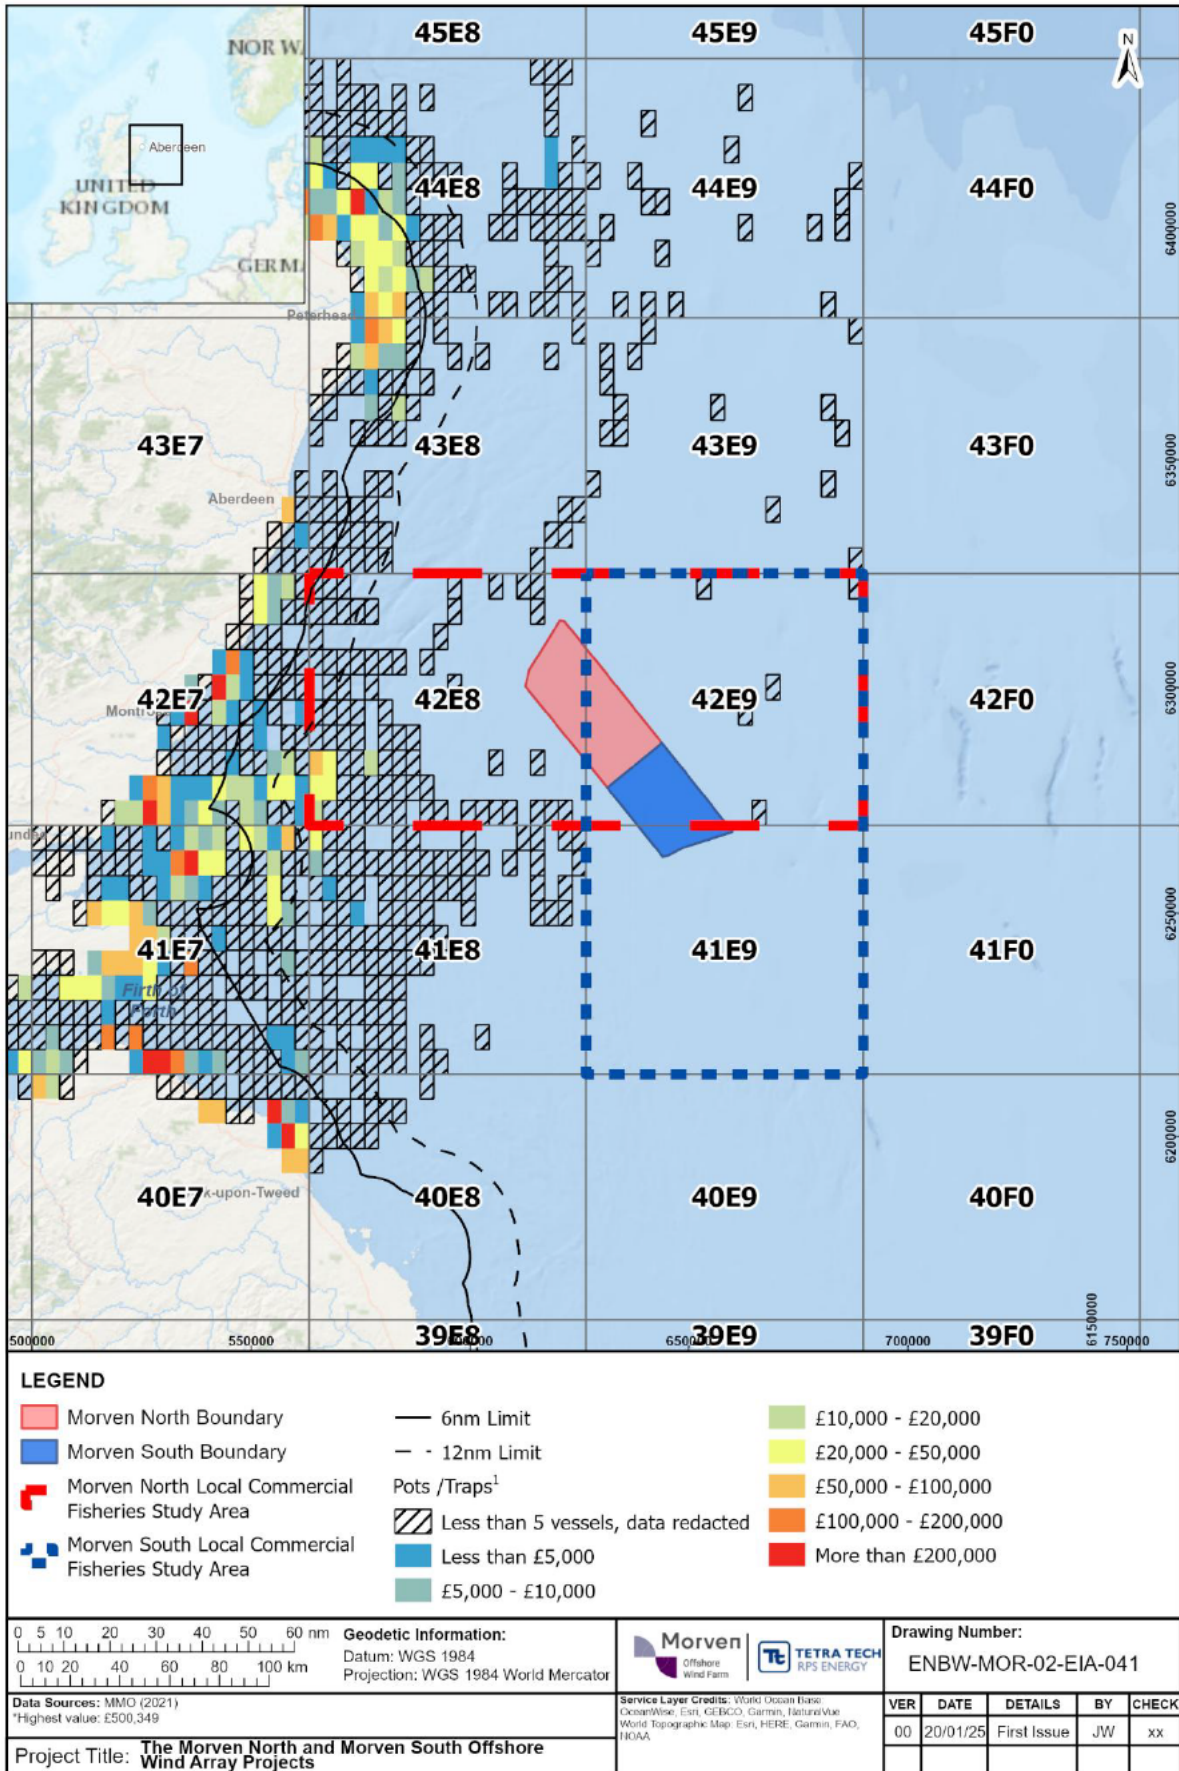 45E8
45E9
45F0
NOR W
N
Aberdeen
UNITED
KINGDOM
GERM
44E8
44E9
44F0
6400000
Peterhead
43E7
43E8
43E9
43F0
6350000
Aberdeen
42E7
42E8
42E9
42F0
6300000
Montro
41E7
41E8
41E9
41F0
6250000
Firth of
Forth
6200000
40E7
k-upon-Tweed
40E8
40E9
40F0
6150000
500000
550000
39E8
650000
39E9
700000
39F0
750000
LEGEND
Morven North Boundary
Morven South Boundary
Morven North Local Commercial
Fisheries Study Area
Morven South Local Commercial
Fisheries Study Area
6nm Limit
12nm Limit
Pots /Traps¹
Less than 5 vessels, data redacted
Less than £5,000
£5,000 - £10,000
£10,000 - £20,000
£20,000 - £50,000
£50,000 - £100,000
£100,000 - £200,000
More than £200,000
0 5 10 20 30 40 50 60 nm
0 10 20 40 60 80 100 km
Geodetic Information:
Datum: WGS 1984
Projection: WGS 1984 World Mercator
Morven
Offshore
Wind Farm
TETRA TECH
RPS ENERGY
Drawing Number:
ENBW-MOR-02-EIA-041
Data Sources: MMO (2021)
*Highest value: £500,349
Service Layer Credits: World Ocean Base
OceanWise, Esri, GEBCO, Garmin, NaturalVue
World Topographic Map: Esri, HERE, Garmin, FAO,
NOAA
VER DATE DETAILS BY CHECK
00 20/01/25 First Issue JW xx
Project Title: The Morven North and Morven South Offshore
Wind Array Projects